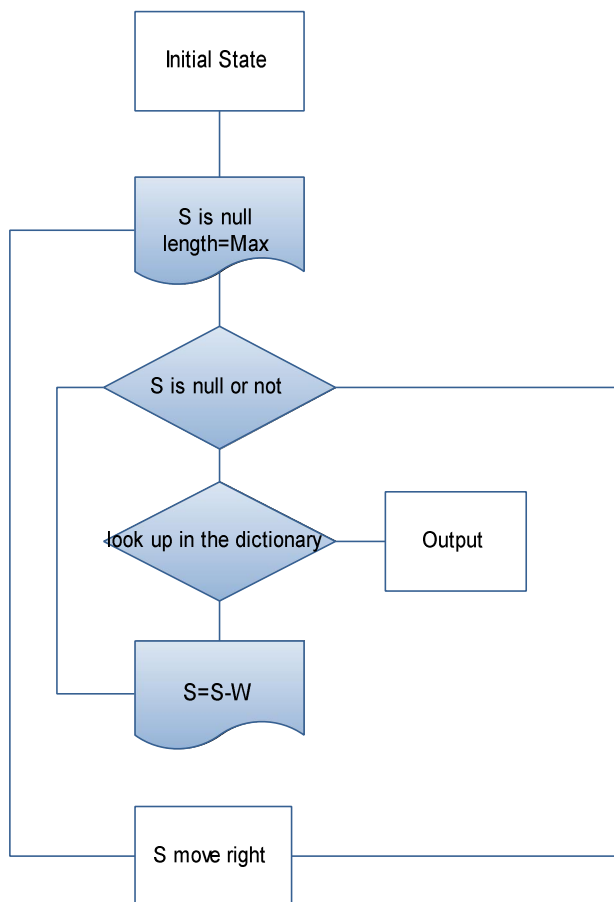 Initial State
S is null
length=Max
S is null or not
look up in the dictionary
Output
S=S-W
S move right